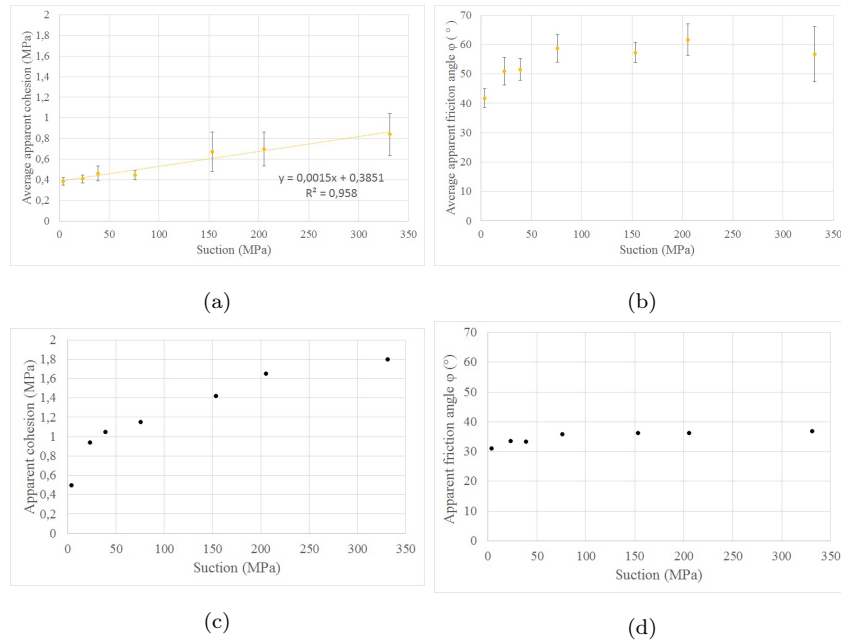 Average apparent cohesion (MPa)
2
1,8
1,6
1,4
1,2
1
0,8
0,6
0,4
0,2
0
0 50 100 150 200 250 300 350
Suction (MPa)
y = 0,0015x + 0,3851
R² = 0,958
(a)
Average apparent friciton angle φ ( ° )
70
60
50
40
30
20
10
0
0 50 100 150 200 250 300 350
Suction (MPa)
(b)
Apparent cohesion (MPa)
2
1,8
1,6
1,4
1,2
1
0,8
0,6
0,4
0,2
0
0 50 100 150 200 250 300 350
Suction (MPa)
(c)
Apparent friction angle φ (°)
70
60
50
40
30
20
10
0
0 50 100 150 200 250 300 350
Suction (MPa)
(d)